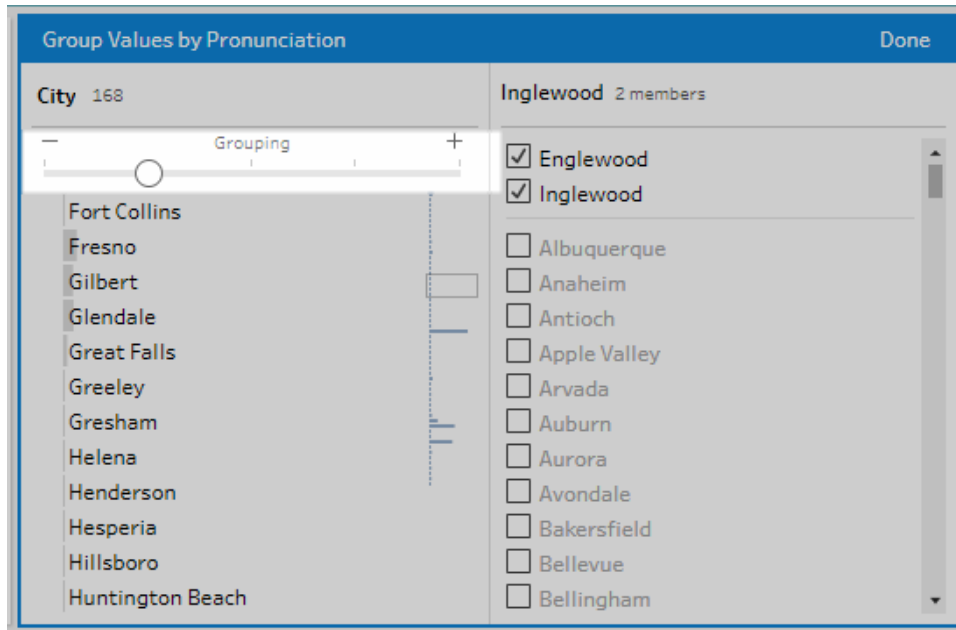 Group Values by Pronunciation Done
City 168
− Grouping +
Fort Collins
Fresno
Gilbert
Glendale
Great Falls
Greeley
Gresham
Helena
Henderson
Hesperia
Hillsboro
Huntington Beach
Inglewood 2 members
Englewood
Inglewood
Albuquerque
Anaheim
Antioch
Apple Valley
Arvada
Auburn
Aurora
Avondale
Bakersfield
Bellevue
Bellingham